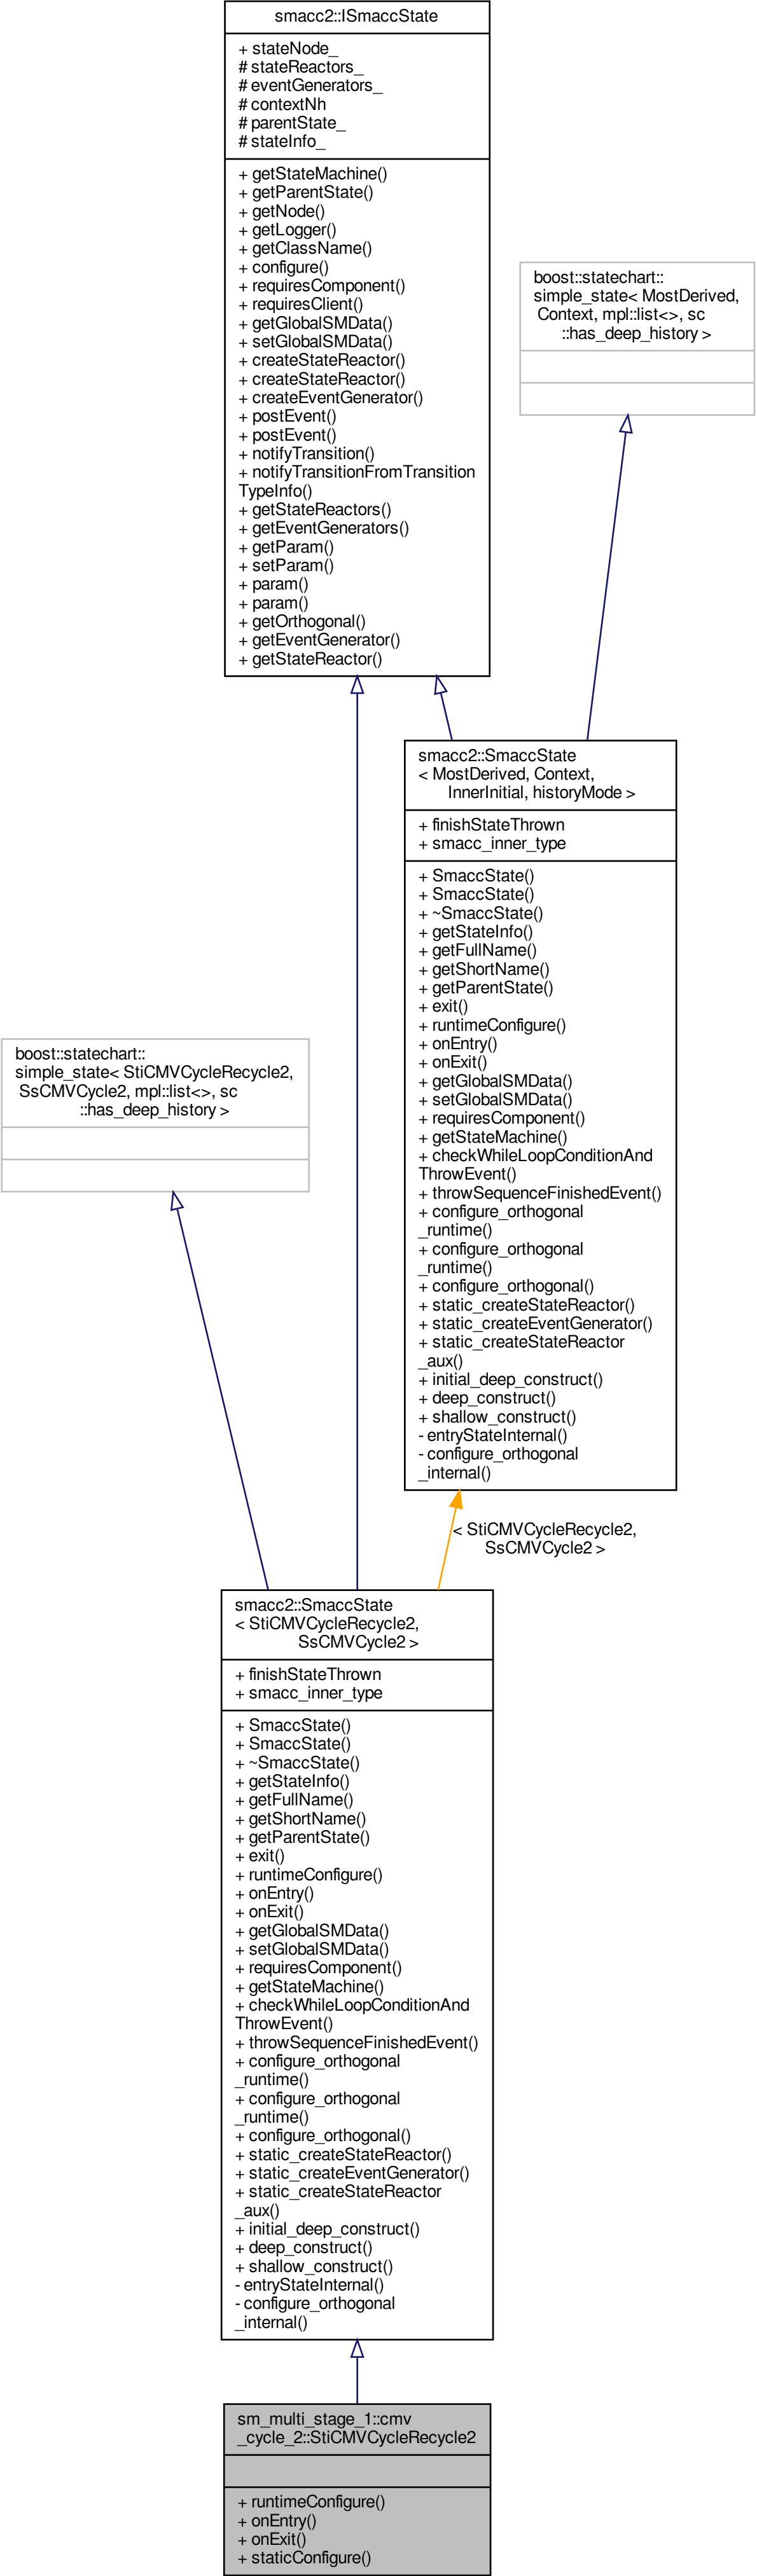 smacc2::ISmaccState
+ stateNode_
# stateReactors_
# eventGenerators_
# contextNh
# parentState_
# stateInfo_
+ getStateMachine()
+ getParentState()
+ getNode()
+ getLogger()
+ getClassName()
+ configure()
+ requiresComponent()
+ requiresClient()
+ getGlobalSMData()
+ setGlobalSMData()
+ createStateReactor()
+ createStateReactor()
+ createEventGenerator()
+ postEvent()
+ postEvent()
+ notifyTransition()
+ notifyTransitionFromTransition
TypeInfo()
+ getStateReactors()
+ getEventGenerators()
+ getParam()
+ setParam()
+ param()
+ param()
+ getOrthogonal()
+ getEventGenerator()
+ getStateReactor()
boost::statechart::
simple_state< MostDerived,
Context, mpl::list<>, sc
::has_deep_history >
smacc2::SmaccState
< MostDerived, Context,
InnerInitial, historyMode >
+ finishStateThrown
+ smacc_inner_type
+ SmaccState()
+ SmaccState()
+ ~SmaccState()
+ getStateInfo()
+ getFullName()
+ getShortName()
+ getParentState()
+ exit()
+ runtimeConfigure()
+ onEntry()
+ onExit()
+ getGlobalSMData()
+ setGlobalSMData()
+ requiresComponent()
+ getStateMachine()
+ checkWhileLoopConditionAnd
ThrowEvent()
+ throwSequenceFinishedEvent()
+ configure_orthogonal
_runtime()
+ configure_orthogonal
_runtime()
+ configure_orthogonal()
+ static_createStateReactor()
+ static_createEventGenerator()
+ static_createStateReactor
_aux()
+ initial_deep_construct()
+ deep_construct()
+ shallow_construct()
- entryStateInternal()
- configure_orthogonal
_internal()
boost::statechart::
simple_state< StiCMVCycleRecycle2,
SsCMVCycle2, mpl::list<>, sc
::has_deep_history >
< StiCMVCycleRecycle2,
SsCMVCycle2 >
smacc2::SmaccState
< StiCMVCycleRecycle2,
SsCMVCycle2 >
+ finishStateThrown
+ smacc_inner_type
+ SmaccState()
+ SmaccState()
+ ~SmaccState()
+ getStateInfo()
+ getFullName()
+ getShortName()
+ getParentState()
+ exit()
+ runtimeConfigure()
+ onEntry()
+ onExit()
+ getGlobalSMData()
+ setGlobalSMData()
+ requiresComponent()
+ getStateMachine()
+ checkWhileLoopConditionAnd
ThrowEvent()
+ throwSequenceFinishedEvent()
+ configure_orthogonal
_runtime()
+ configure_orthogonal
_runtime()
+ configure_orthogonal()
+ static_createStateReactor()
+ static_createEventGenerator()
+ static_createStateReactor
_aux()
+ initial_deep_construct()
+ deep_construct()
+ shallow_construct()
- entryStateInternal()
- configure_orthogonal
_internal()
sm_multi_stage_1::cmv
_cycle_2::StiCMVCycleRecycle2
+ runtimeConfigure()
+ onEntry()
+ onExit()
+ staticConfigure()